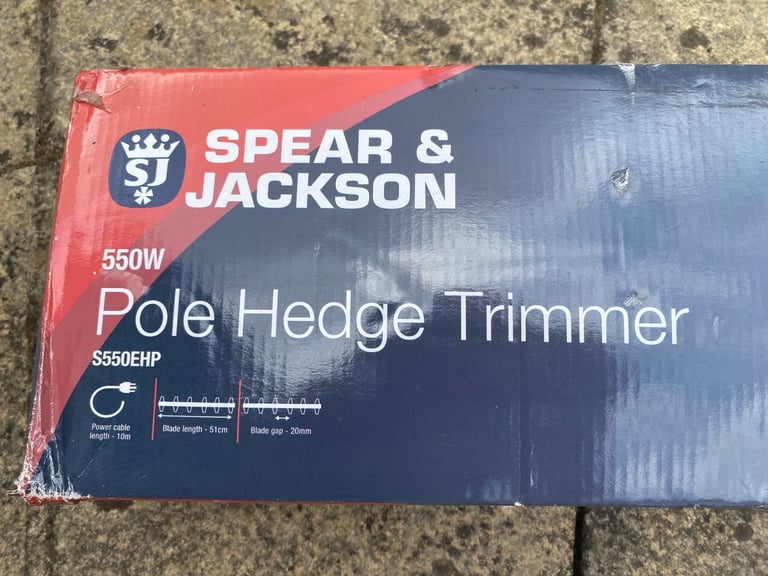 SJ
SPEAR &
JACKSON
550W
Pole Hedge Trimmer
S550EHP
Power cable
length - 10m
Blade length - 51cm
Blade gap - 20mm